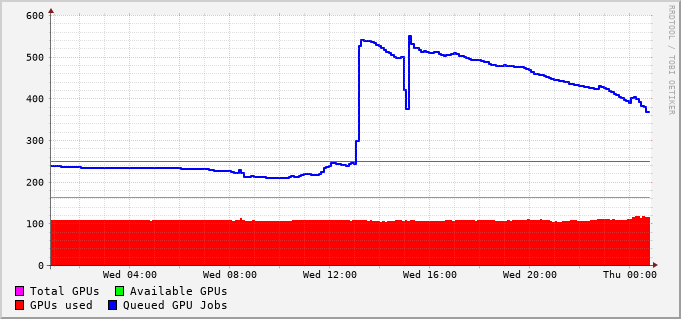 600
500
400
300
200
100
0
Wed 04:00 Wed 08:00 Wed 12:00 Wed 16:00 Wed 20:00 Thu 00:00
Total GPUs Available GPUs
GPUs used Queued GPU Jobs
RRDTOOL / TOBI OETIKER